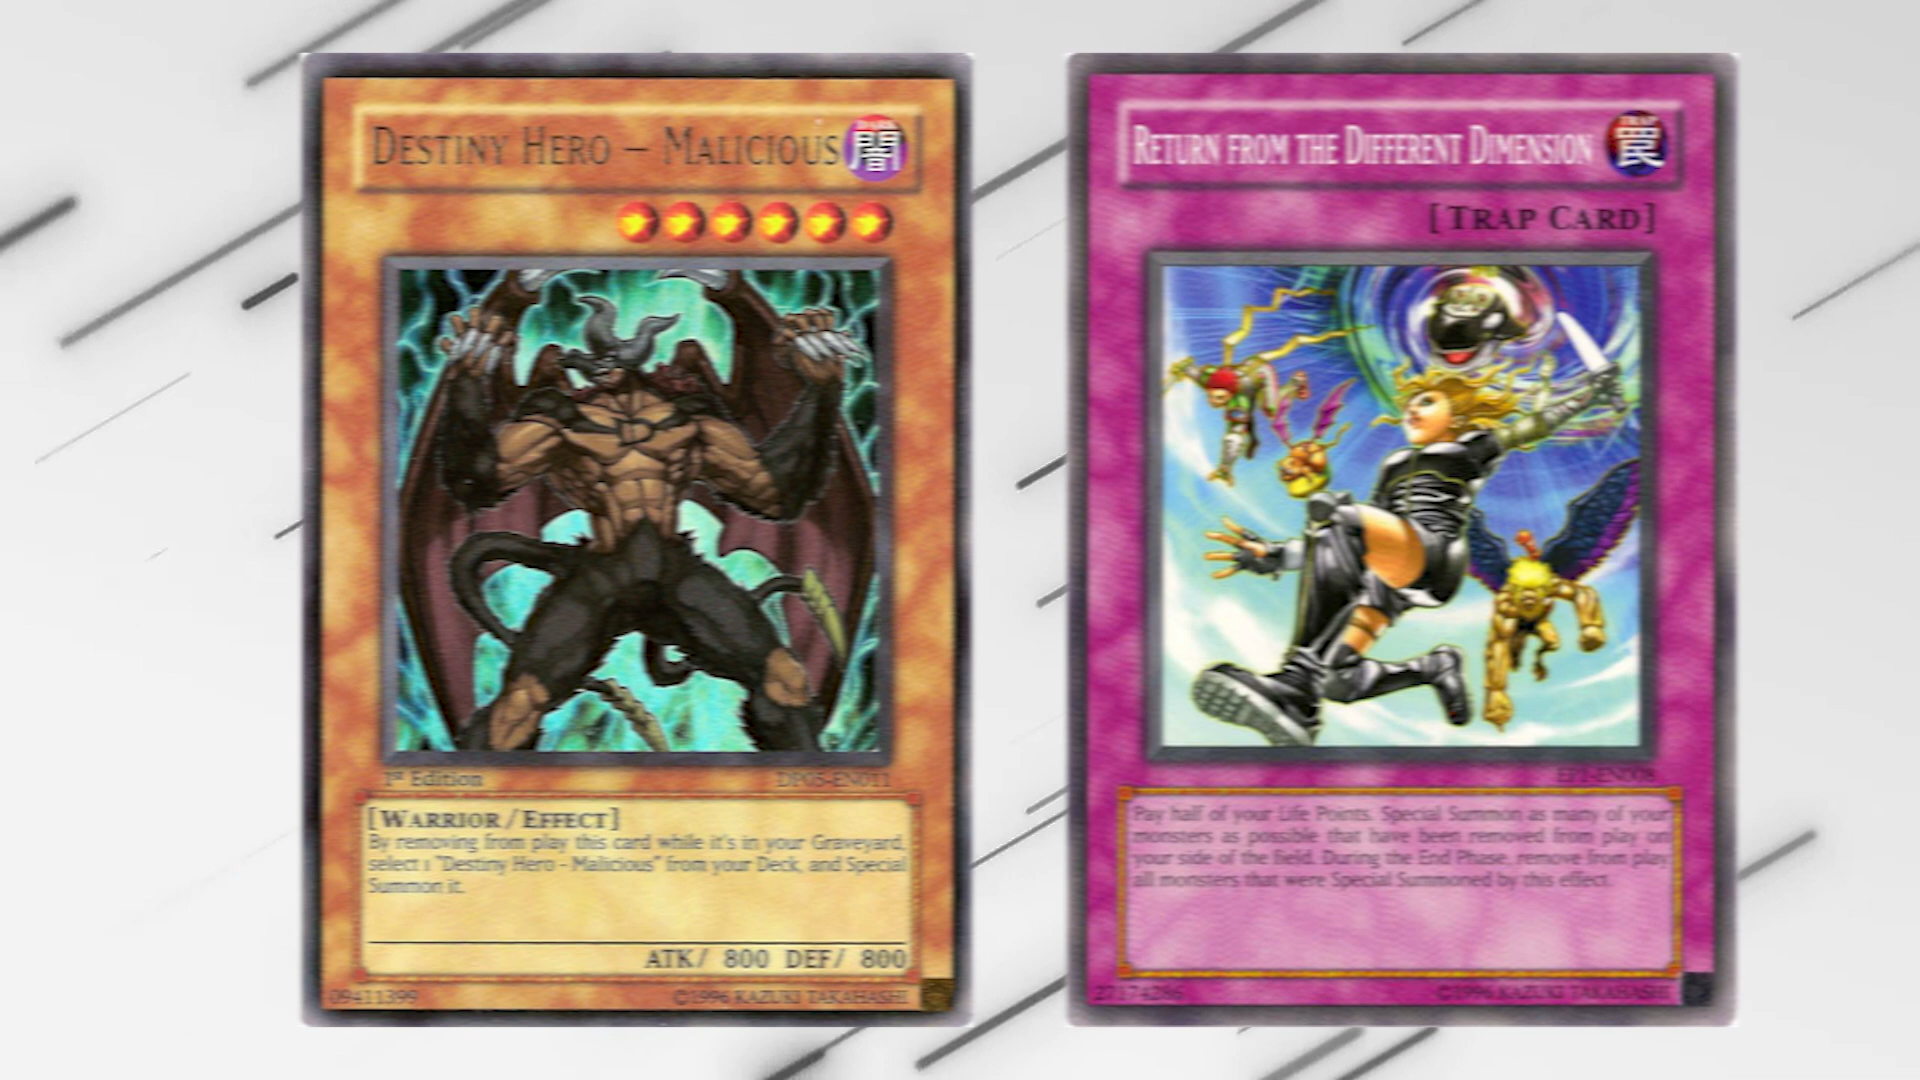 DESTINY HERO – MALICIOUS
DARK
闇
1st Edition
DP05-EN011
[WARRIOR/EFFECT]
By removing from play this card while it's in your Graveyard,
select 1 "Destiny Hero - Malicious" from your Deck, and Special
Summon it.
ATK/ 800 DEF/ 800
09411399
©1996 KAZUKI TAKAHASHI
RETURN FROM THE DIFFERENT DIMENSION
TRAP
罠
[TRAP CARD]
EP1-EN008
Pay half of your Life Points. Special Summon as many of your
monsters as possible that have been removed from play on
your side of the field. During the End Phase, remove from play
all monsters that were Special Summoned by this effect.
27174286
©1996 KAZUKI TAKAHASHI